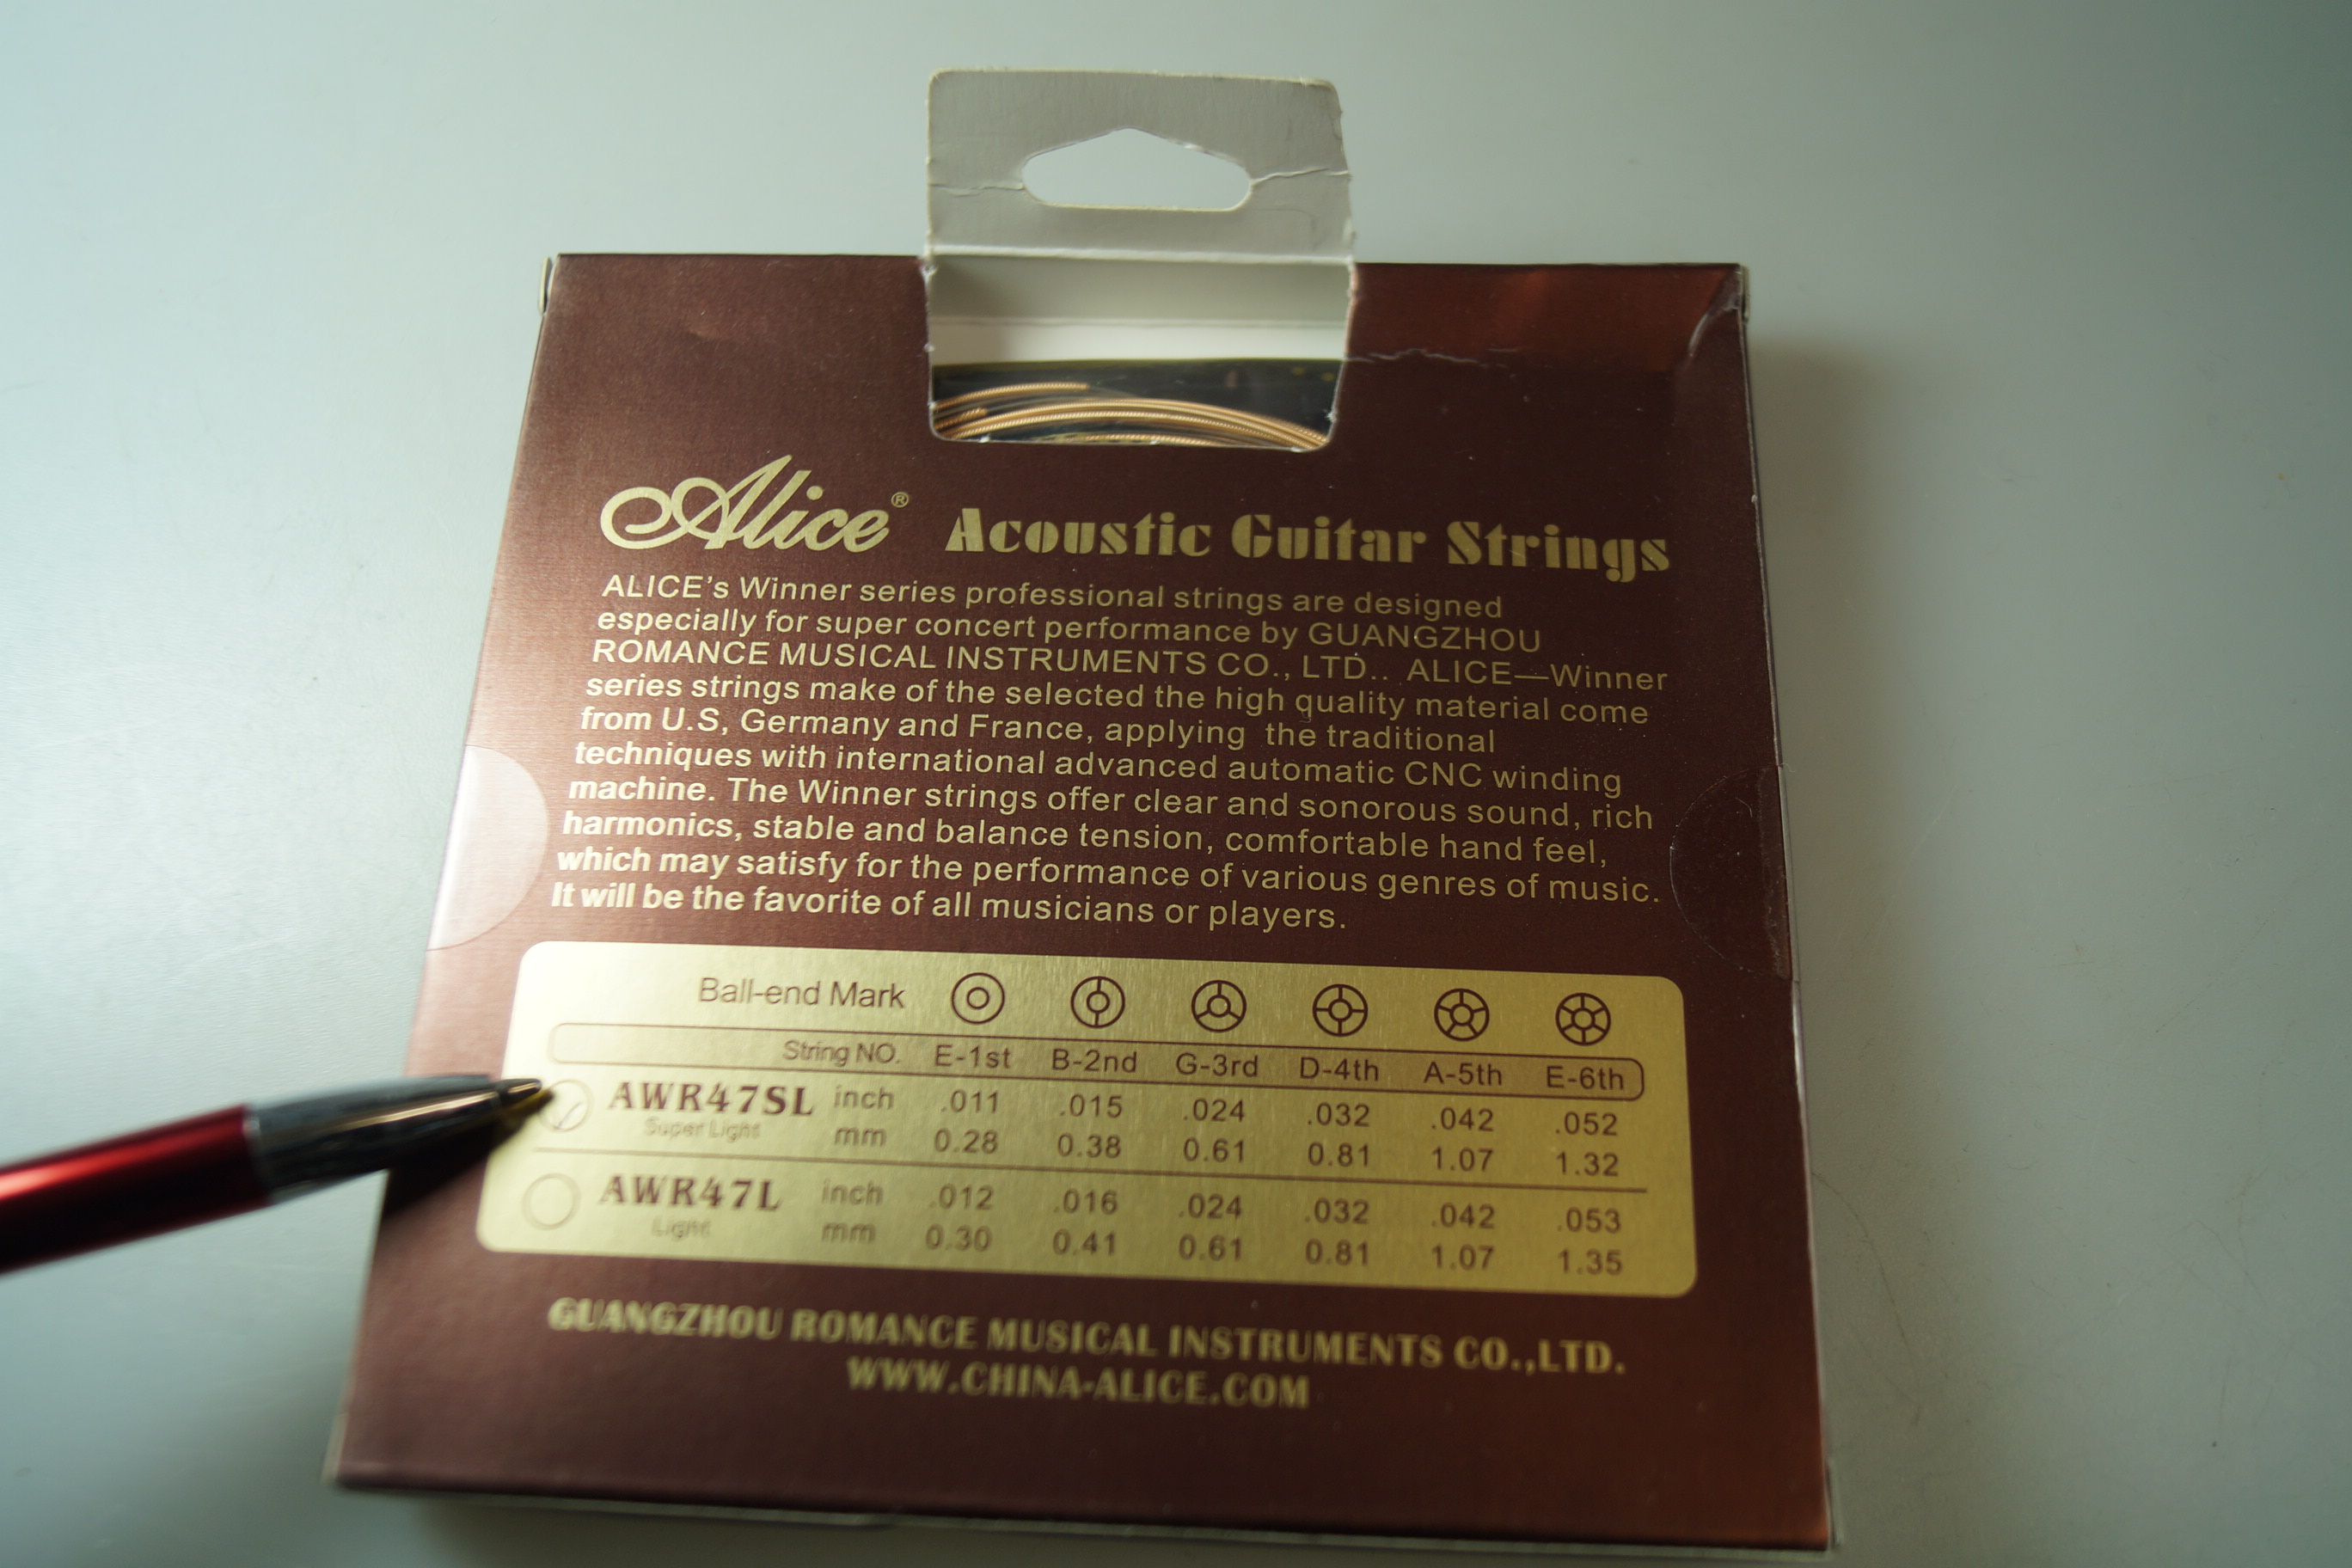 Alice® Acoustic Guitar Strings
ALICE's Winner series professional strings are designed
especially for super concert performance by GUANGZHOU
ROMANCE MUSICAL INSTRUMENTS CO., LTD.. ALICE—Winner
series strings make of the selected the high quality material come
from U.S, Germany and France, applying the traditional
techniques with international advanced automatic CNC winding
machine. The Winner strings offer clear and sonorous sound, rich
harmonics, stable and balance tension, comfortable hand feel,
which may satisfy for the performance of various genres of music.
It will be the favorite of all musicians or players.
Ball-end Mark
String NO. E-1st B-2nd G-3rd D-4th A-5th E-6th
AWR47SL inch .011 .015 .024 .032 .042 .052
Super Light mm 0.28 0.38 0.61 0.81 1.07 1.32
AWR47L inch .012 .016 .024 .032 .042 .053
Light mm 0.30 0.41 0.61 0.81 1.07 1.35
GUANGZHOU ROMANCE MUSICAL INSTRUMENTS CO.,LTD.
WWW.CHINA-ALICE.COM